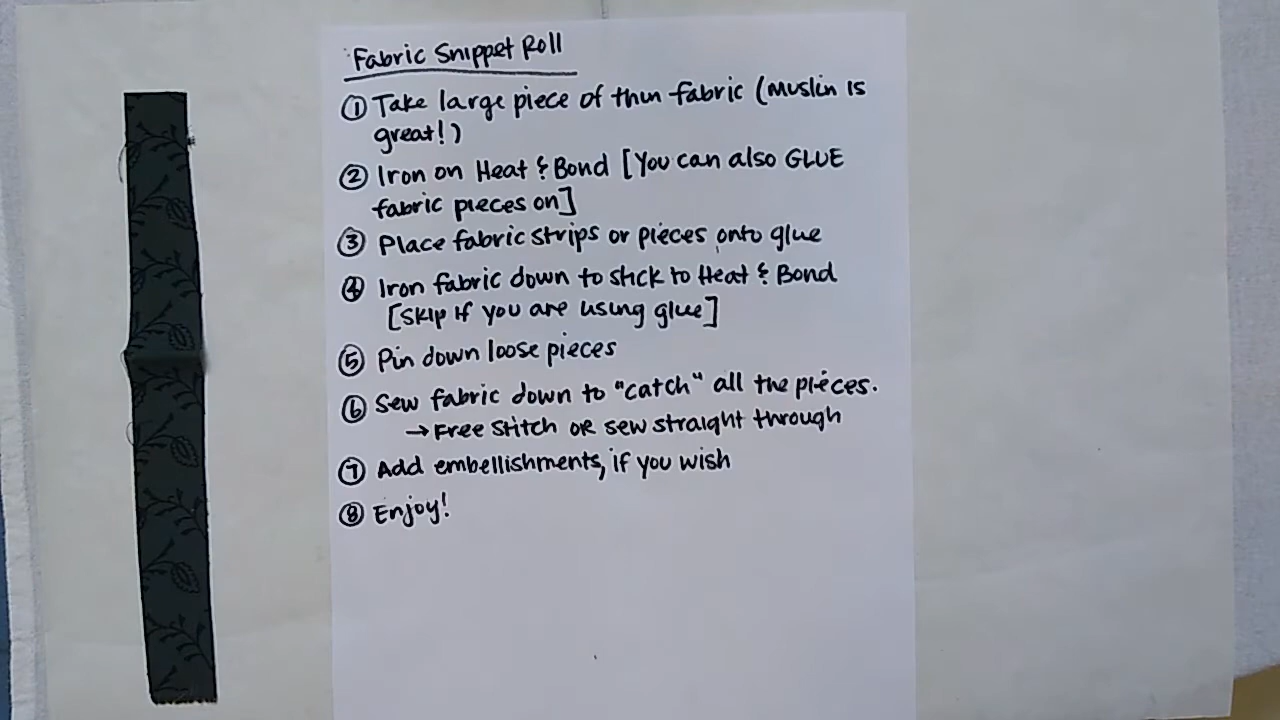 Fabric Snippet Roll
① Take large piece of thin fabric (Muslin is
great!)
② Iron on Heat & Bond [You can also GLUE
fabric pieces on]
③ Place fabric strips or pieces onto glue
④ Iron fabric down to stick to Heat & Bond
[Skip if you are using glue]
⑤ Pin down loose pieces
⑥ Sew fabric down to "catch" all the pieces.
→ Free stitch OR sew straight through
⑦ Add embellishments, if you wish
⑧ Enjoy!